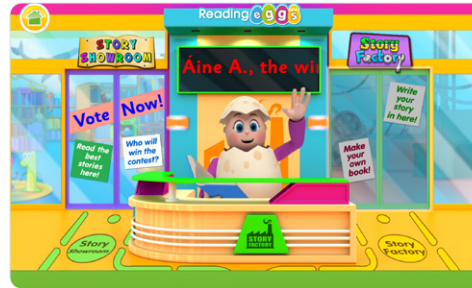 Reading eggs
STORY
SHOWROOM
Áine A., the wi
Story
Factory
Vote
Now!
Read the
best
stories
here!
Who will
win the
contest?
Write
your
story
in here!
Make
your
own
book!
STORY
FACTORY
Story
Showroom
Story
Factory